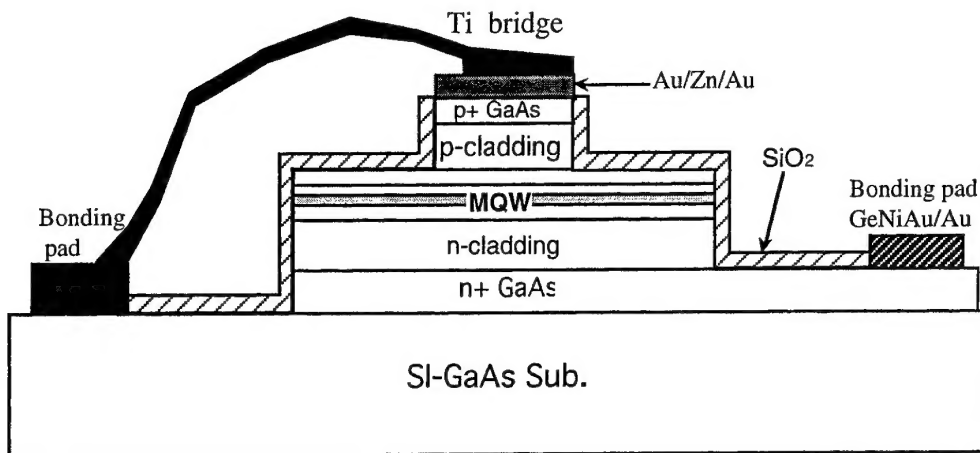 Ti bridge
Au/Zn/Au
p+ GaAs
p-cladding
SiO2
MQW
Bonding
pad
Bonding pad
GeNiAu/Au
n-cladding
n+ GaAs
SI-GaAs Sub.